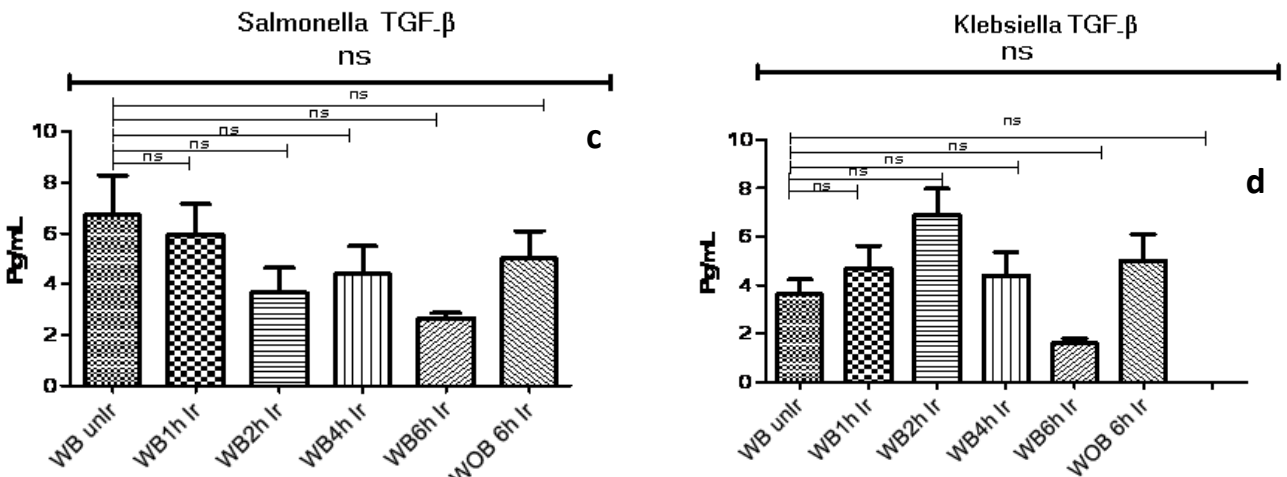 Salmonella TGF-β
ns
ns
ns
ns
ns
ns
c
10
8
6
4
2
0
Pg/mL
WB unIr
WB1h Ir
WB2h Ir
WB4h Ir
WB6h Ir
WOB 6h Ir
Klebsiella TGF-β
ns
ns
ns
ns
ns
ns
d
10
8
6
4
2
0
Pg/mL
WB unIr
WB1h Ir
WB2h Ir
WB4h Ir
WB6h Ir
WOB 6h Ir